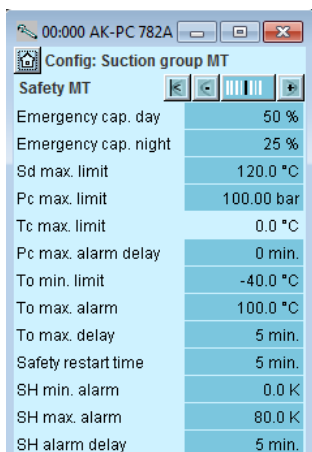 00:000 AK-PC 782A
Config: Suction group MT
Safety MT
Emergency cap. day 50 %
Emergency cap. night 25 %
Sd max. limit 120.0 °C
Pc max. limit 100.00 bar
Tc max. limit 0.0 °C
Pc max. alarm delay 0 min.
To min. limit -40.0 °C
To max. alarm 100.0 °C
To max. delay 5 min.
Safety restart time 5 min.
SH min. alarm 0.0 K
SH max. alarm 80.0 K
SH alarm delay 5 min.